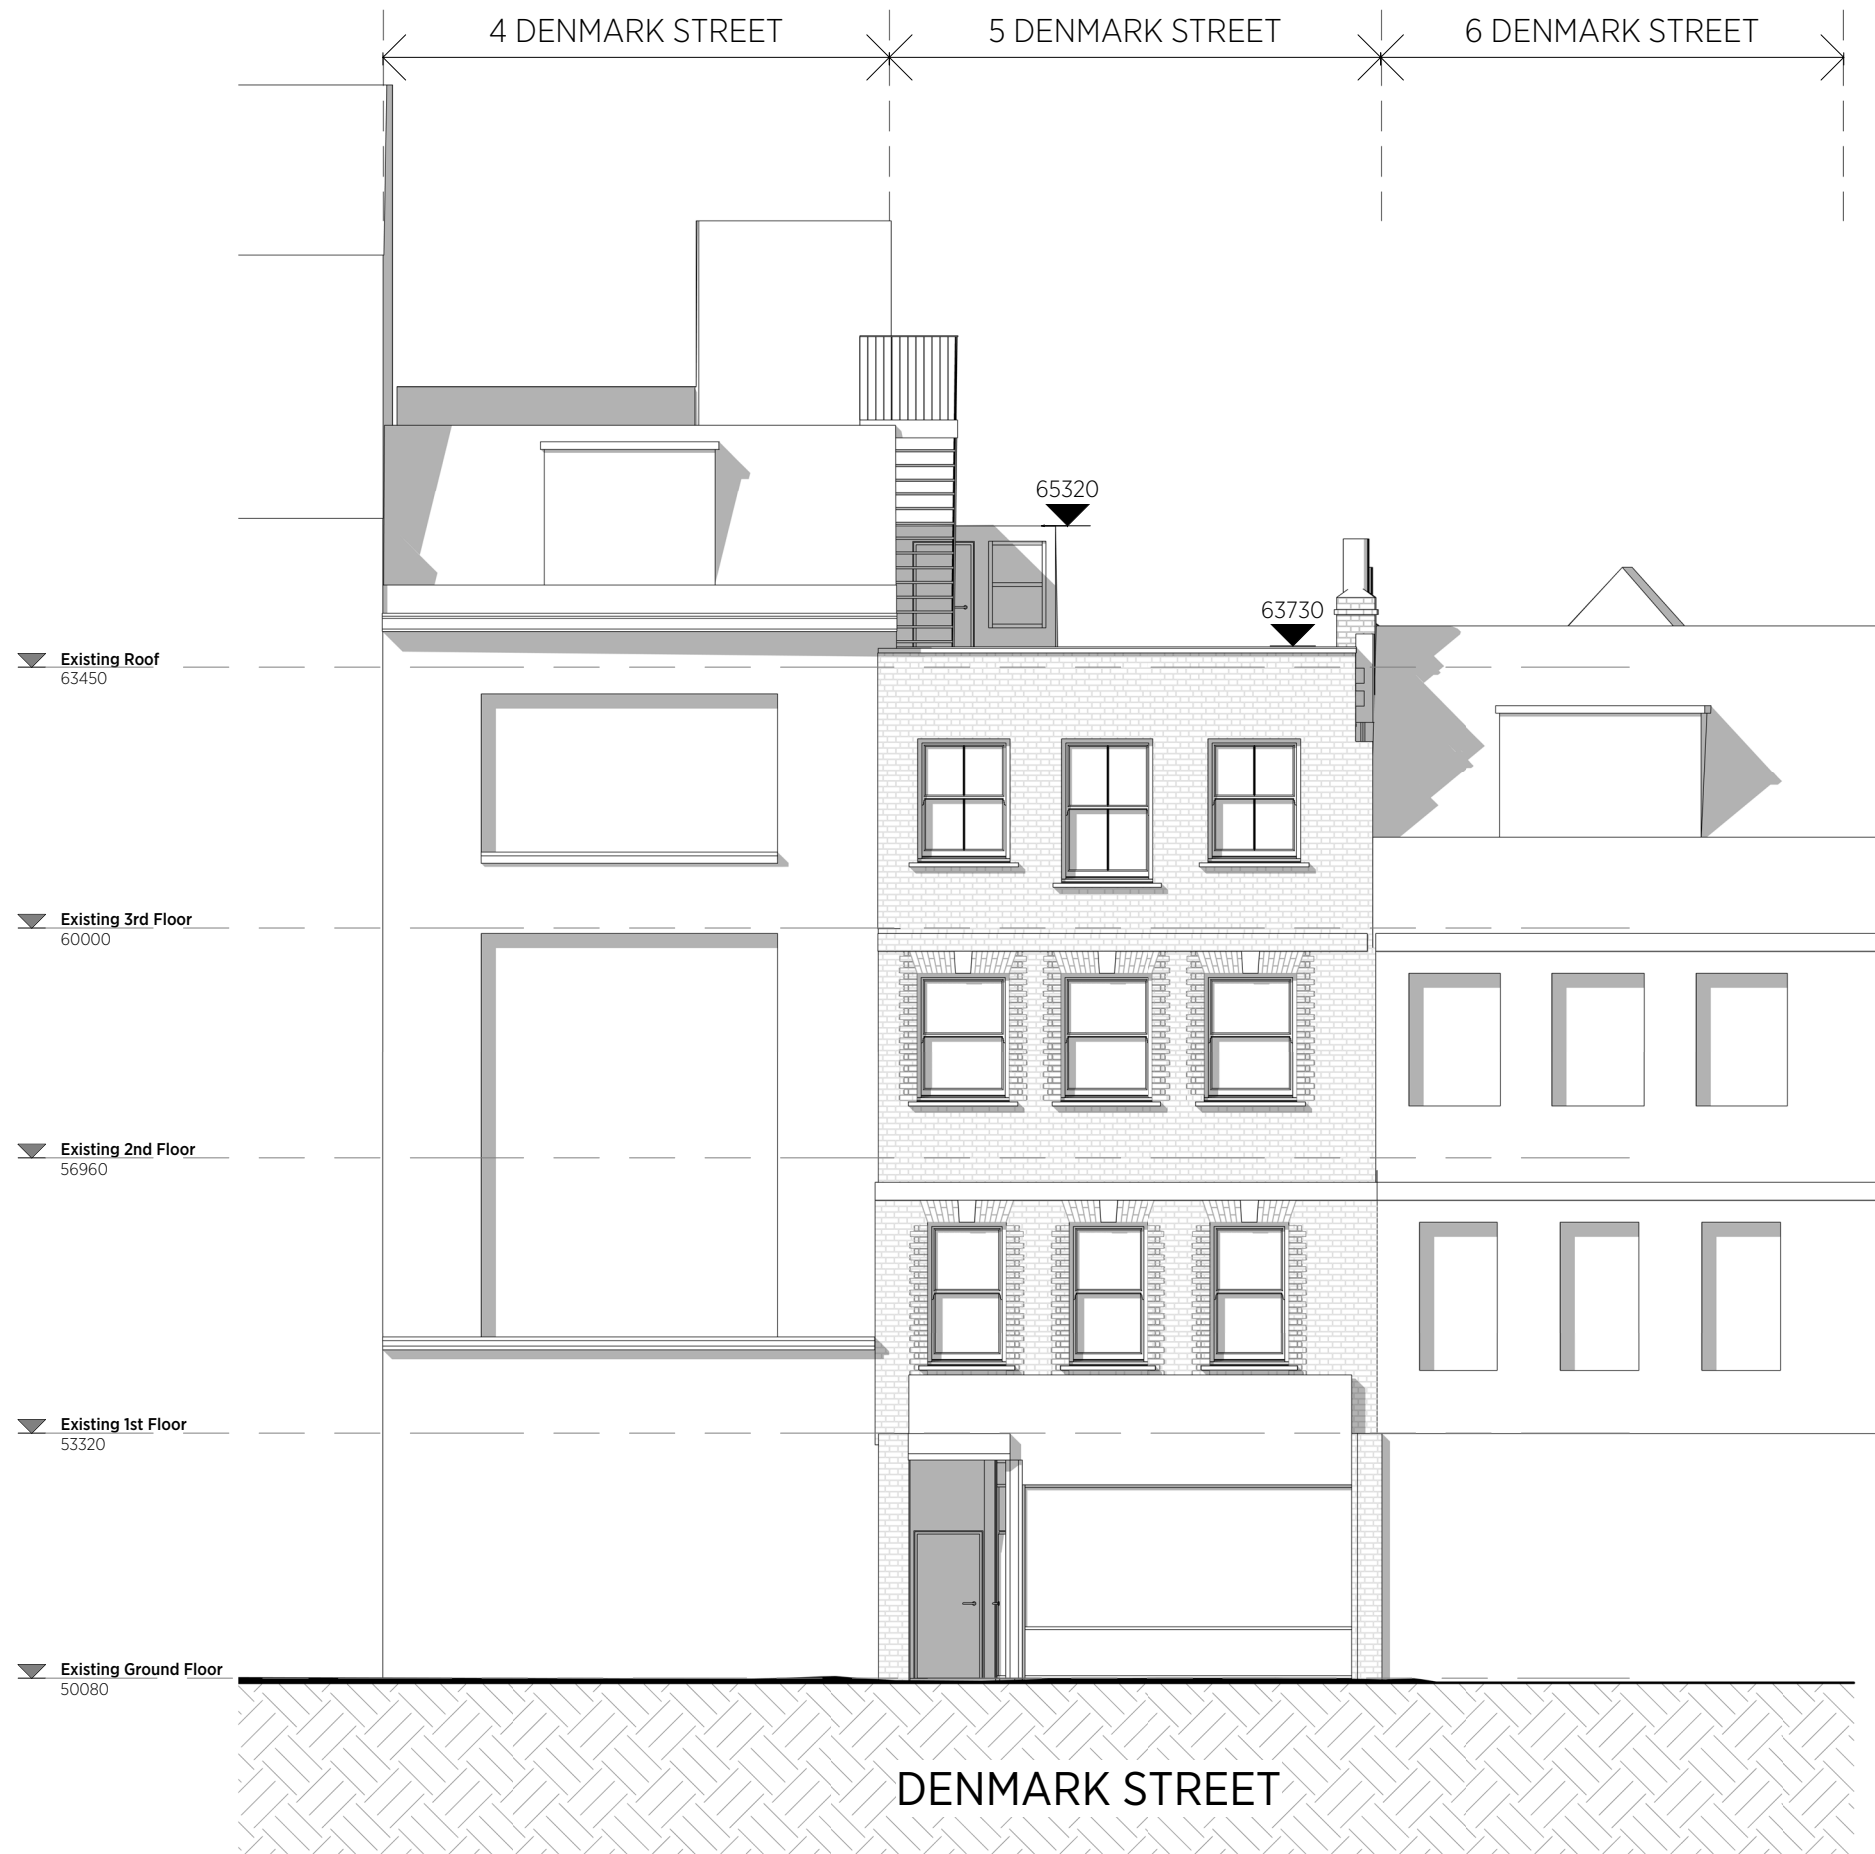 4 DENMARK STREET
5 DENMARK STREET
6 DENMARK STREET
65320
63730
Existing Roof
63450
Existing 3rd Floor
60000
Existing 2nd Floor
56960
Existing 1st Floor
53320
Existing Ground Floor
50080
DENMARK STREET